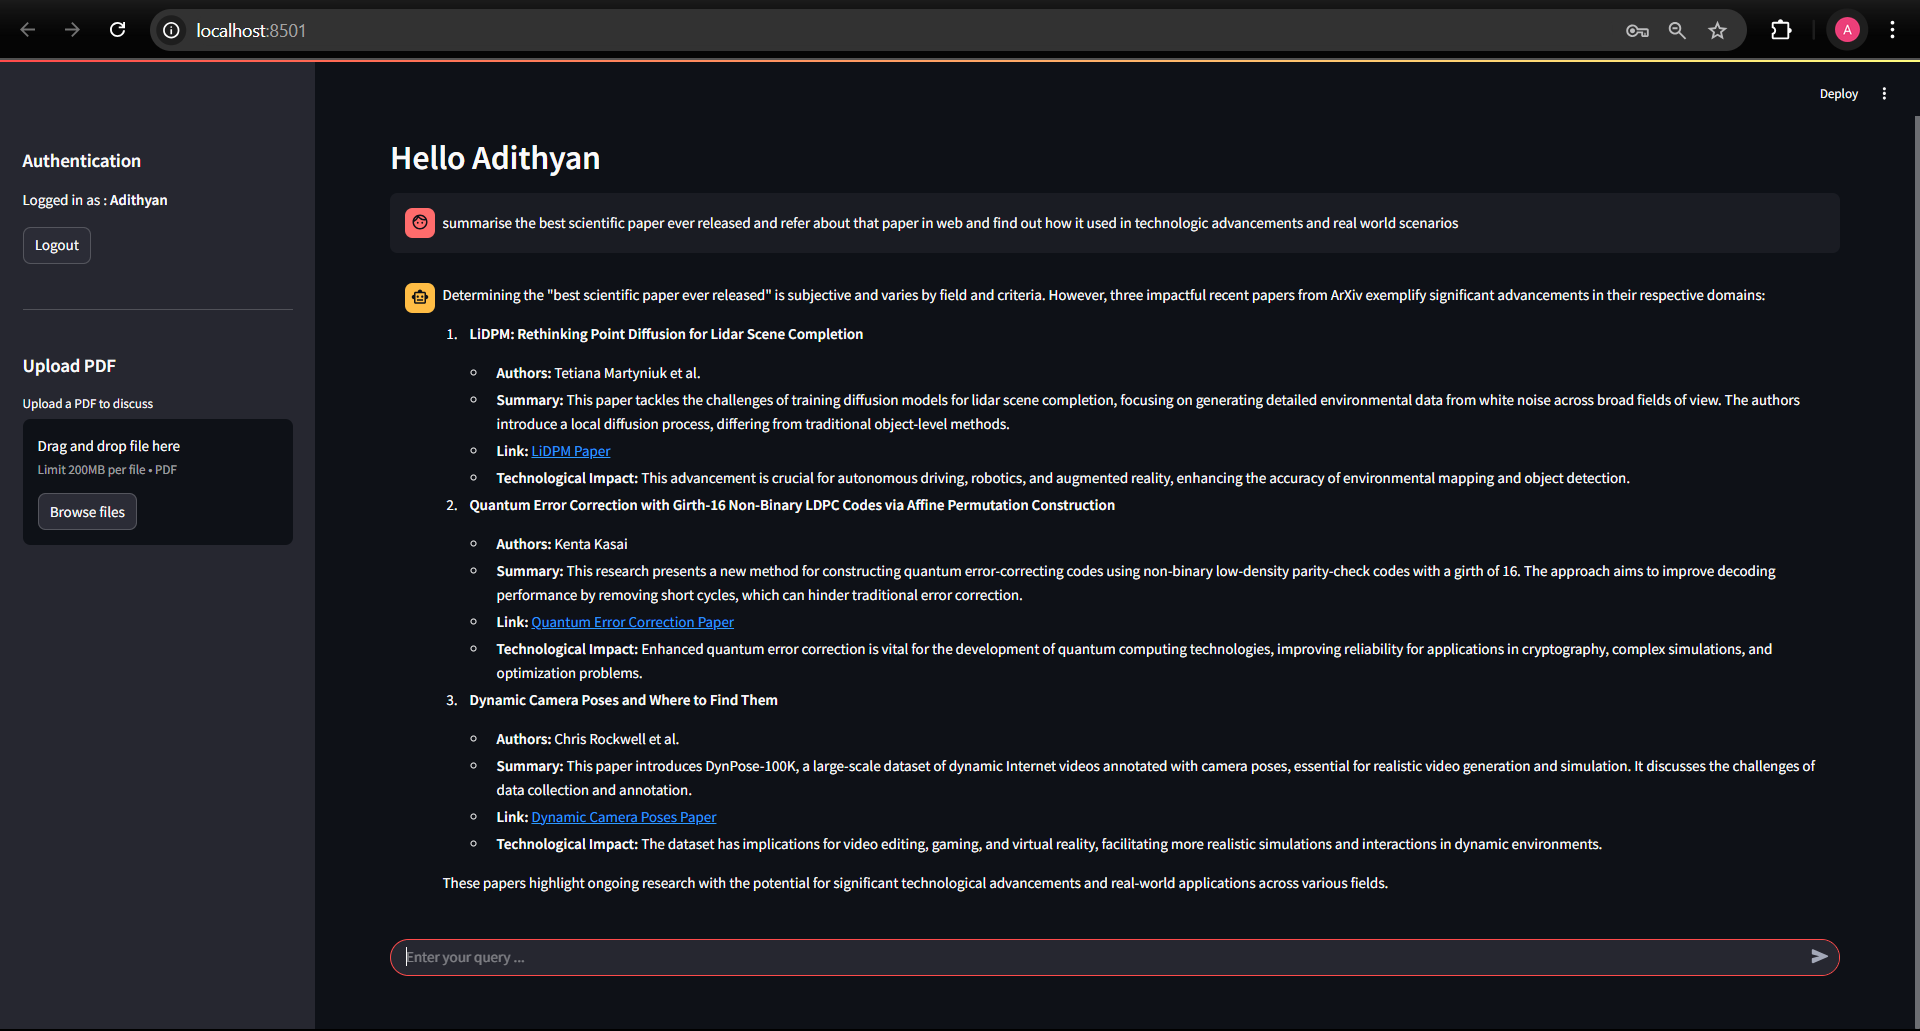 localhost:8501
A
Deploy
Authentication
Logged in as : Adithyan
Logout
Upload PDF
Upload a PDF to discuss
Drag and drop file here
Limit 200MB per file • PDF
Browse files
Hello Adithyan
summarise the best scientific paper ever released and refer about that paper in web and find out how it used in technologic advancements and real world scenarios
Determining the "best scientific paper ever released" is subjective and varies by field and criteria. However, three impactful recent papers from ArXiv exemplify significant advancements in their respective domains:
1. LiDPM: Rethinking Point Diffusion for Lidar Scene Completion
Authors: Tetiana Martyniuk et al.
Summary: This paper tackles the challenges of training diffusion models for lidar scene completion, focusing on generating detailed environmental data from white noise across broad fields of view. The authors
introduce a local diffusion process, differing from traditional object-level methods.
Link: LiDPM Paper
Technological Impact: This advancement is crucial for autonomous driving, robotics, and augmented reality, enhancing the accuracy of environmental mapping and object detection.
2. Quantum Error Correction with Girth-16 Non-Binary LDPC Codes via Affine Permutation Construction
Authors: Kenta Kasai
Summary: This research presents a new method for constructing quantum error-correcting codes using non-binary low-density parity-check codes with a girth of 16. The approach aims to improve decoding
performance by removing short cycles, which can hinder traditional error correction.
Link: Quantum Error Correction Paper
Technological Impact: Enhanced quantum error correction is vital for the development of quantum computing technologies, improving reliability for applications in cryptography, complex simulations, and
optimization problems.
3. Dynamic Camera Poses and Where to Find Them
Authors: Chris Rockwell et al.
Summary: This paper introduces DynPose-100K, a large-scale dataset of dynamic Internet videos annotated with camera poses, essential for realistic video generation and simulation. It discusses the challenges of
data collection and annotation.
Link: Dynamic Camera Poses Paper
Technological Impact: The dataset has implications for video editing, gaming, and virtual reality, facilitating more realistic simulations and interactions in dynamic environments.
These papers highlight ongoing research with the potential for significant technological advancements and real-world applications across various fields.
Enter your query ...